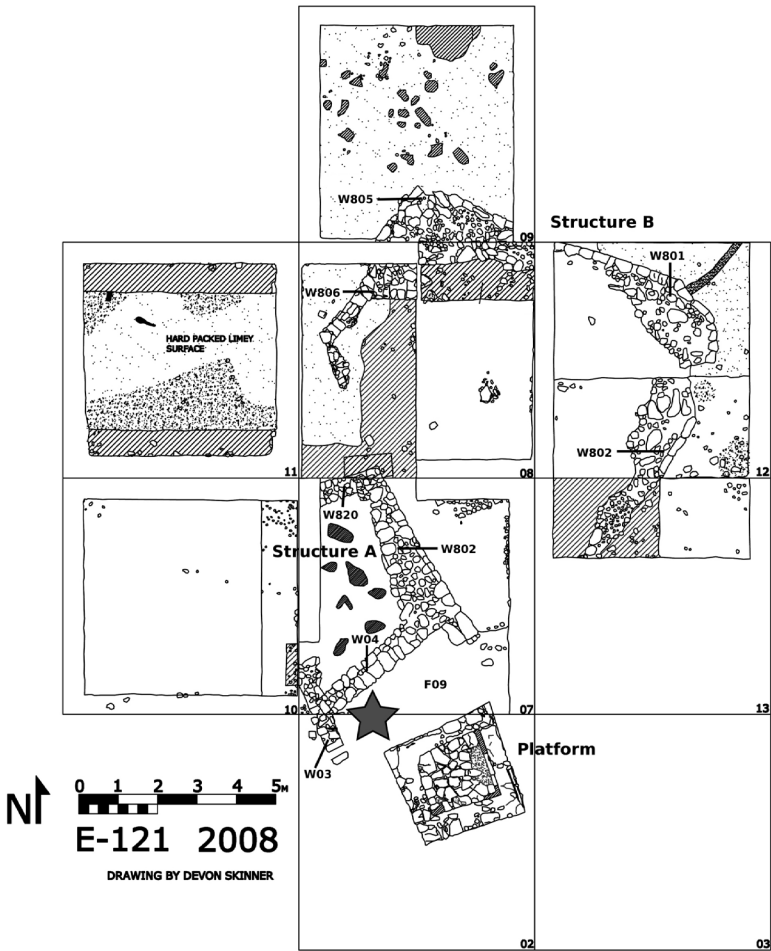 W805
09
Structure B
W801
W806
HARD PACKED LIMEY
SURFACE
W802
11
08
12
W820
Structure A
W802
W04
F09
10
07
13
Platform
W03
0 1 2 3 4 5M
N
E-121 2008
DRAWING BY DEVON SKINNER
02
03